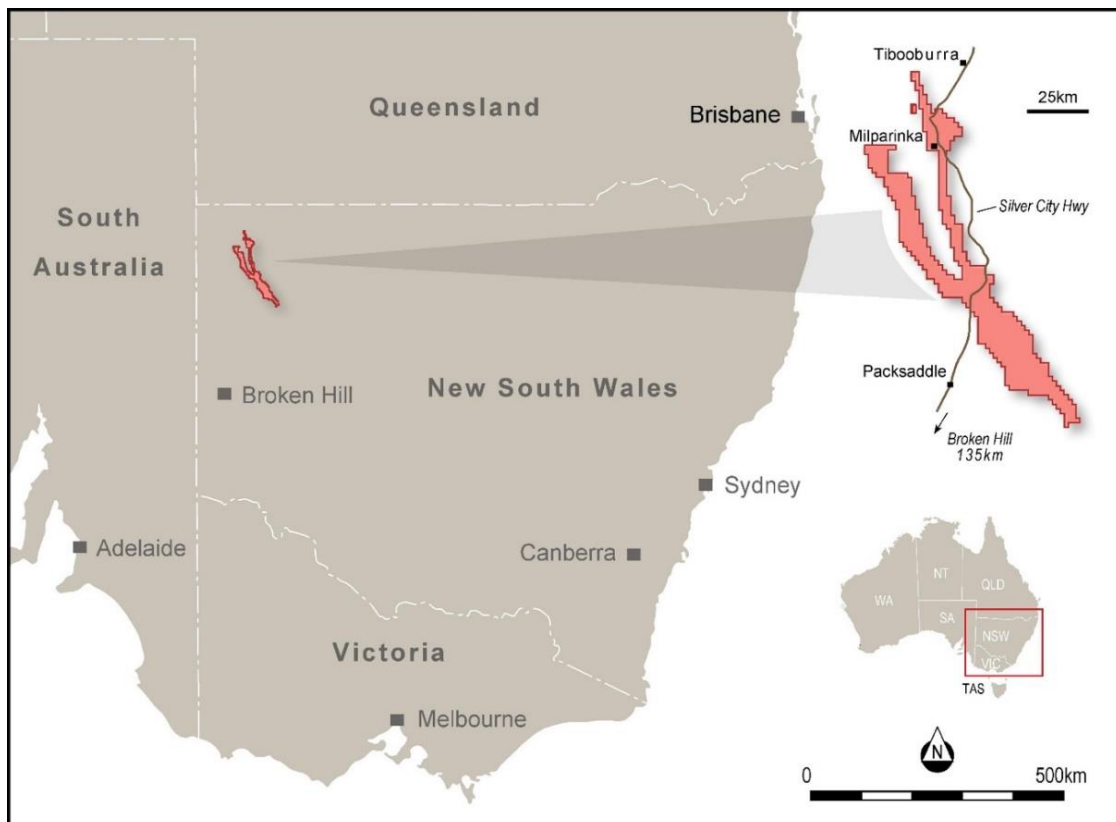 Queensland
Brisbane
South
Australia
Broken Hill
New South Wales
Sydney
Adelaide
Canberra
Victoria
Melbourne
Tibooburra
25km
Milparinka
Silver City Hwy
Packsaddle
Broken Hill
135km
NT
QLD
WA
SA
NSW
VIC
TAS
N
0
500km